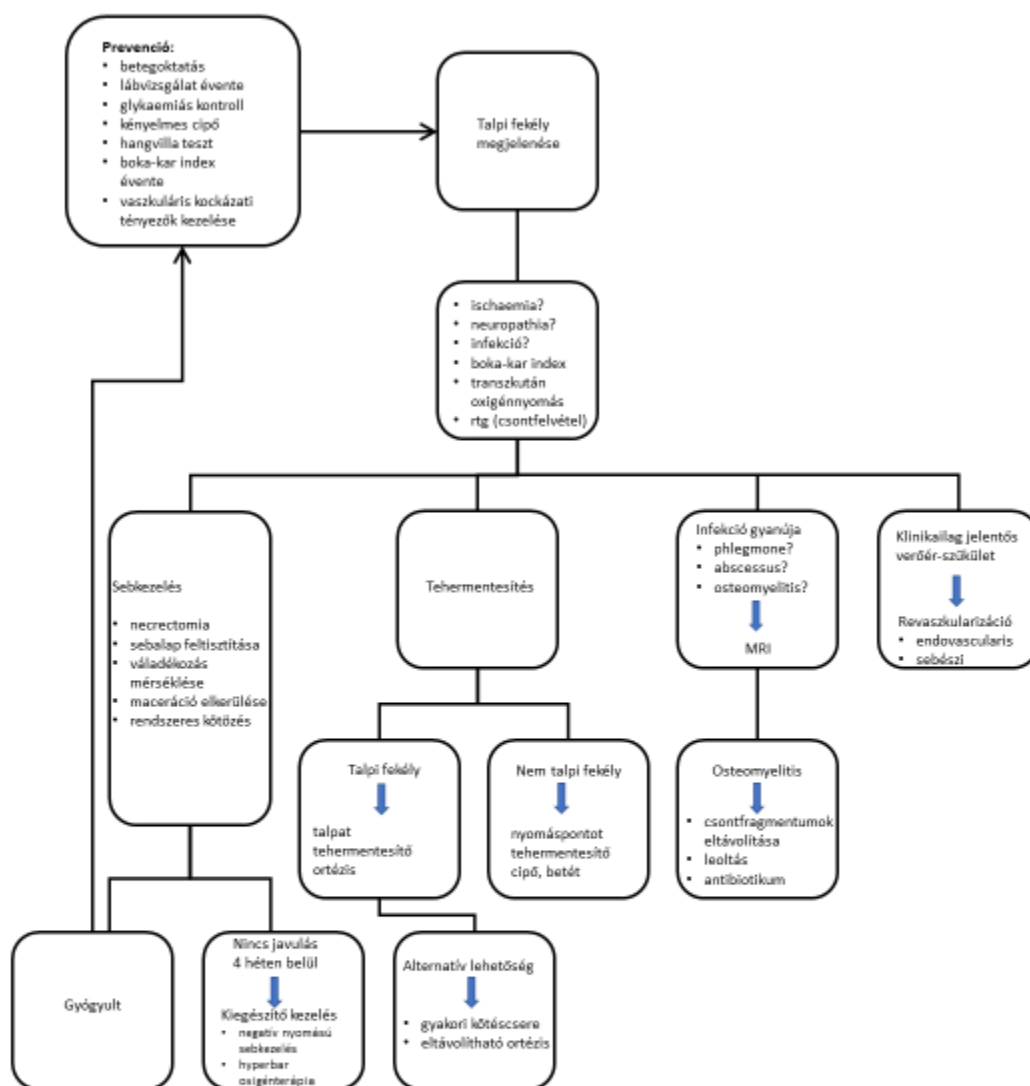 Prevenció:
• betegoktatás
• lábvizsgálat évente
• glykaemiás kontroll
• kényelmes cipő
• hangvilla teszt
• boka-kar index
évente
• vaszkuláris kockázati
tényezők kezelése
Talpi fekély
megjelenése
• ischaemia?
• neuropathia?
• infekció?
• boka-kar index
• transzkután
oxigénnyomás
• rtg (csontfelvétel)
Sebkezelés
• necrectomia
• sebalap feltisztítása
• váladékozás
mérséklése
• maceráció elkerülése
• rendszeres kötözés
Tehermentesítés
Infekció gyanúja
• phlegmone?
• abscessus?
• osteomyelitis?
MRI
Klinikailag jelentős
verőér-szűkület
Revaszkularizáció
• endovascularis
• sebészi
Talpi fekély
talpat
tehermentesítő
ortézis
Nem talpi fekély
nyomáspontot
tehermentesítő
cipő, betét
Osteomyelitis
• csontfragmentumok
eltávolítása
• leoltás
• antibiotikum
Gyógyult
Nincs javulás
4 héten belül
Kiegészítő kezelés
• negatív nyomású
sebkezelés
• hyperbar
oxigénterápia
Alternatív lehetőség
• gyakori kötéscsere
• eltávolítható ortézis